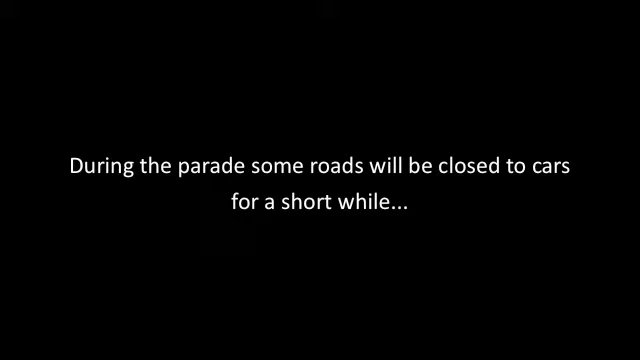 During the parade some roads will be closed to cars
for a short while...